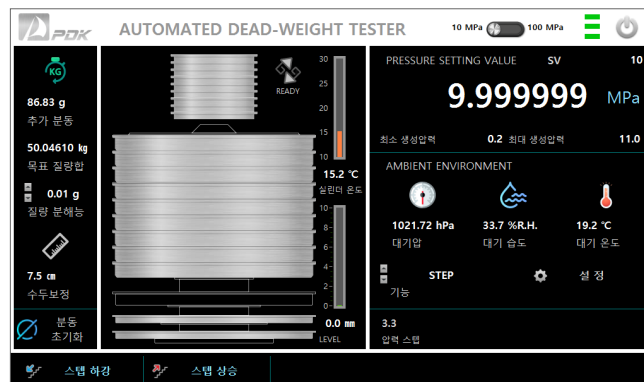 PDK
AUTOMATED DEAD-WEIGHT TESTER
10 MPa 100 MPa
KG
86.83 g
추가 분동
50.04610 kg
목표 질량합
0.01 g
질량 분해능
7.5 ㎝
수두보정
분동
초기화
READY
30
25
20
15
10
15.2 ℃
실린더 온도
10
8
6
4
2
0
0.0 mm
LEVEL
PRESSURE SETTING VALUE SV 10
9.999999 MPa
최소 생성압력 0.2 최대 생성압력 11.0
AMBIENT ENVIRONMENT
1021.72 hPa 33.7 %R.H. 19.2 ℃
대기압 대기 습도 대기 온도
STEP 설 정
기능
3.3
압력 스텝
스텝 하강 스텝 상승